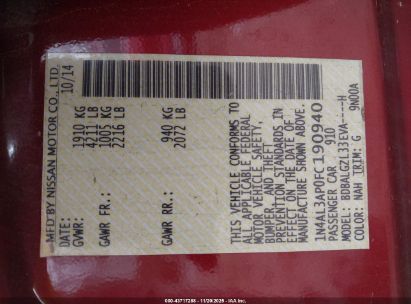 MFD BY NISSAN MOTOR CO., LTD.
DATE: 10/14
GVWR: 1910 KG
4211 LB
GAWR FR.: 1005 KG
2216 LB
GAWR RR.: 940 KG
2072 LB
THIS VEHICLE CONFORMS TO
ALL APPLICABLE FEDERAL
MOTOR VEHICLE SAFETY,
BUMPER, AND THEFT
PREVENTION STANDARDS IN
EFFECT ON THE DATE OF
MANUFACTURE SHOWN ABOVE.
1N4AL3AP0FC190940
PASSENGER CAR 910
MODEL: BDBALGZL33EVA-----H
COLOR: NAH TRIM: G 9N00A